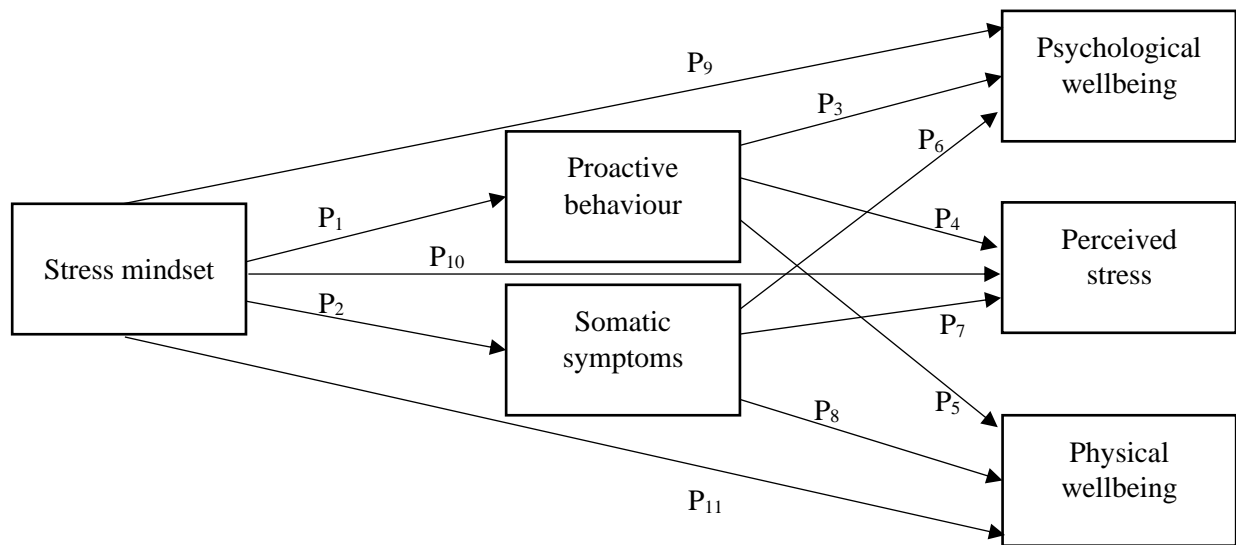 Psychological
wellbeing
P₉
P₃
P₆
Proactive
behaviour
P₁
P₄
Perceived
stress
Stress mindset
P₁₀
P₂
Somatic
symptoms
P₇
P₅
P₈
Physical
wellbeing
P₁₁